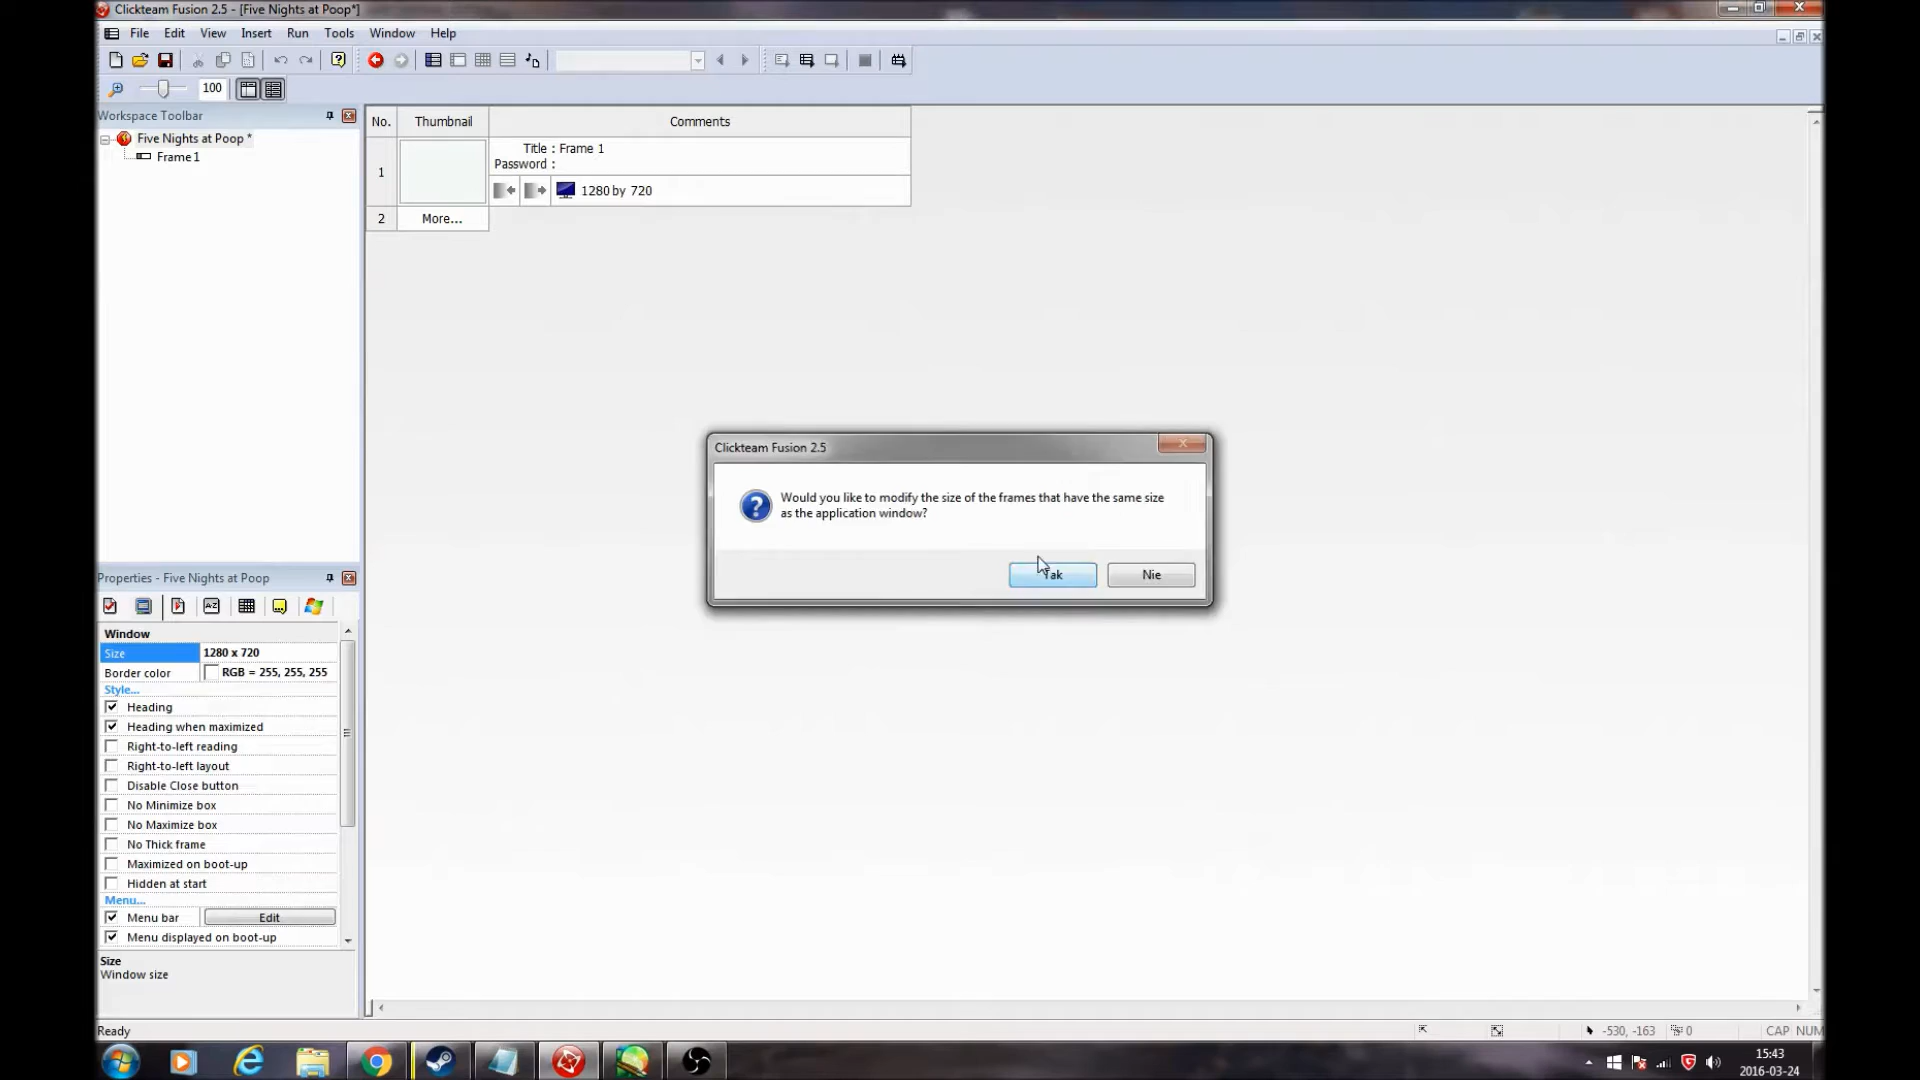 Clickteam Fusion 2.5 - [Five Nights at Poop*]
File Edit View Insert Run Tools Window Help
100
Workspace Toolbar
Five Nights at Poop *
Frame 1
No. Thumbnail Comments
1
Title : Frame 1
Password :
1280 by 720
2 More...
Clickteam Fusion 2.5
Would you like to modify the size of the frames that have the same size
as the application window?
Tak Nie
Properties - Five Nights at Poop
Window
Size 1280 x 720
Border color RGB = 255, 255, 255
Style...
Heading
Heading when maximized
Right-to-left reading
Right-to-left layout
Disable Close button
No Minimize box
No Maximize box
No Thick frame
Maximized on boot-up
Hidden at start
Menu...
Menu bar Edit
Menu displayed on boot-up
Size
Window size
Ready
-530, -163 0 CAP NUM
15:43
2016-03-24